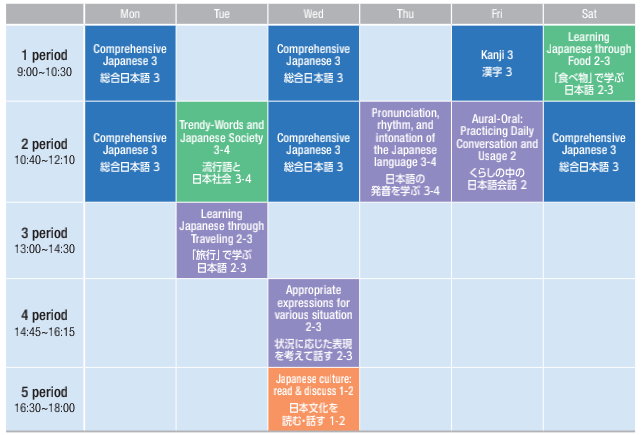 Mon Tue Wed Thu Fri Sat
1 period
9:00~10:30
Comprehensive
Japanese 3
総合日本語 3
Comprehensive
Japanese 3
総合日本語 3
Kanji 3
漢字 3
Learning
Japanese through
Food 2-3
「食べ物」で学ぶ
日本語 2-3
2 period
10:40~12:10
Comprehensive
Japanese 3
総合日本語 3
Trendy-Words and
Japanese Society
3-4
流行語と
日本社会 3-4
Comprehensive
Japanese 3
総合日本語 3
Pronunciation,
rhythm, and
intonation of
the Japanese
language 3-4
日本語の
発音を学ぶ 3-4
Aural-Oral:
Practicing Daily
Conversation and
Usage 2
くらしの中の
日本語会話 2
Comprehensive
Japanese 3
総合日本語 3
3 period
13:00~14:30
Learning
Japanese through
Traveling 2-3
「旅行」で学ぶ
日本語 2-3
4 period
14:45~16:15
Appropriate
expressions for
various situation
2-3
状況に応じた表現
を考えて話す 2-3
5 period
16:30~18:00
Japanese culture:
read & discuss 1-2
日本文化を
読む・話す 1-2